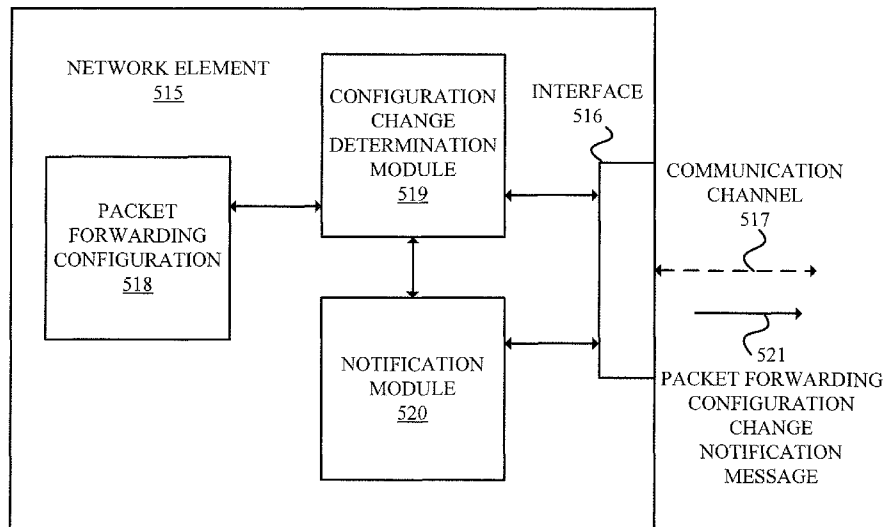 NETWORK ELEMENT
515
CONFIGURATION
CHANGE
DETERMINATION
MODULE
519
INTERFACE
516
COMMUNICATION
CHANNEL
517
PACKET
FORWARDING
CONFIGURATION
518
NOTIFICATION
MODULE
520
521
PACKET FORWARDING
CONFIGURATION
CHANGE
NOTIFICATION
MESSAGE